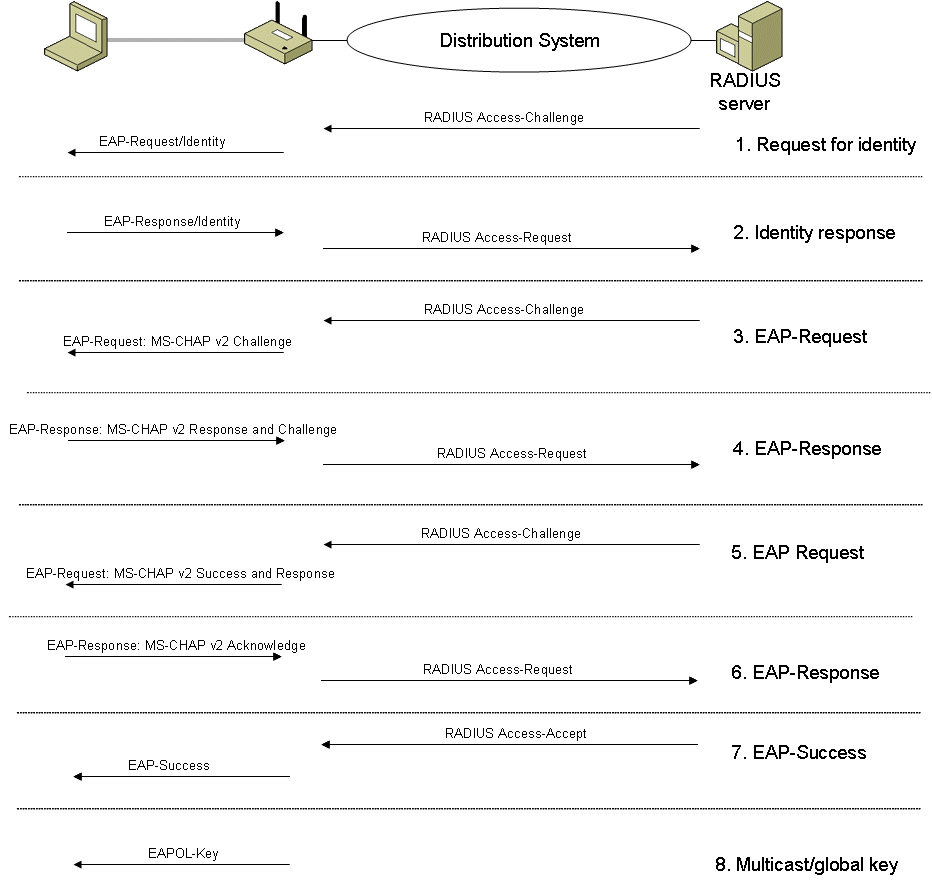 Distribution System
RADIUS
server
RADIUS Access-Challenge
EAP-Request/Identity
1. Request for identity
EAP-Response/Identity
RADIUS Access-Request
2. Identity response
RADIUS Access-Challenge
EAP-Request: MS-CHAP v2 Challenge
3. EAP-Request
EAP-Response: MS-CHAP v2 Response and Challenge
RADIUS Access-Request
4. EAP-Response
RADIUS Access-Challenge
5. EAP Request
EAP-Request: MS-CHAP v2 Success and Response
EAP-Response: MS-CHAP v2 Acknowledge
RADIUS Access-Request
6. EAP-Response
RADIUS Access-Accept
7. EAP-Success
EAP-Success
EAPOL-Key
8. Multicast/global key